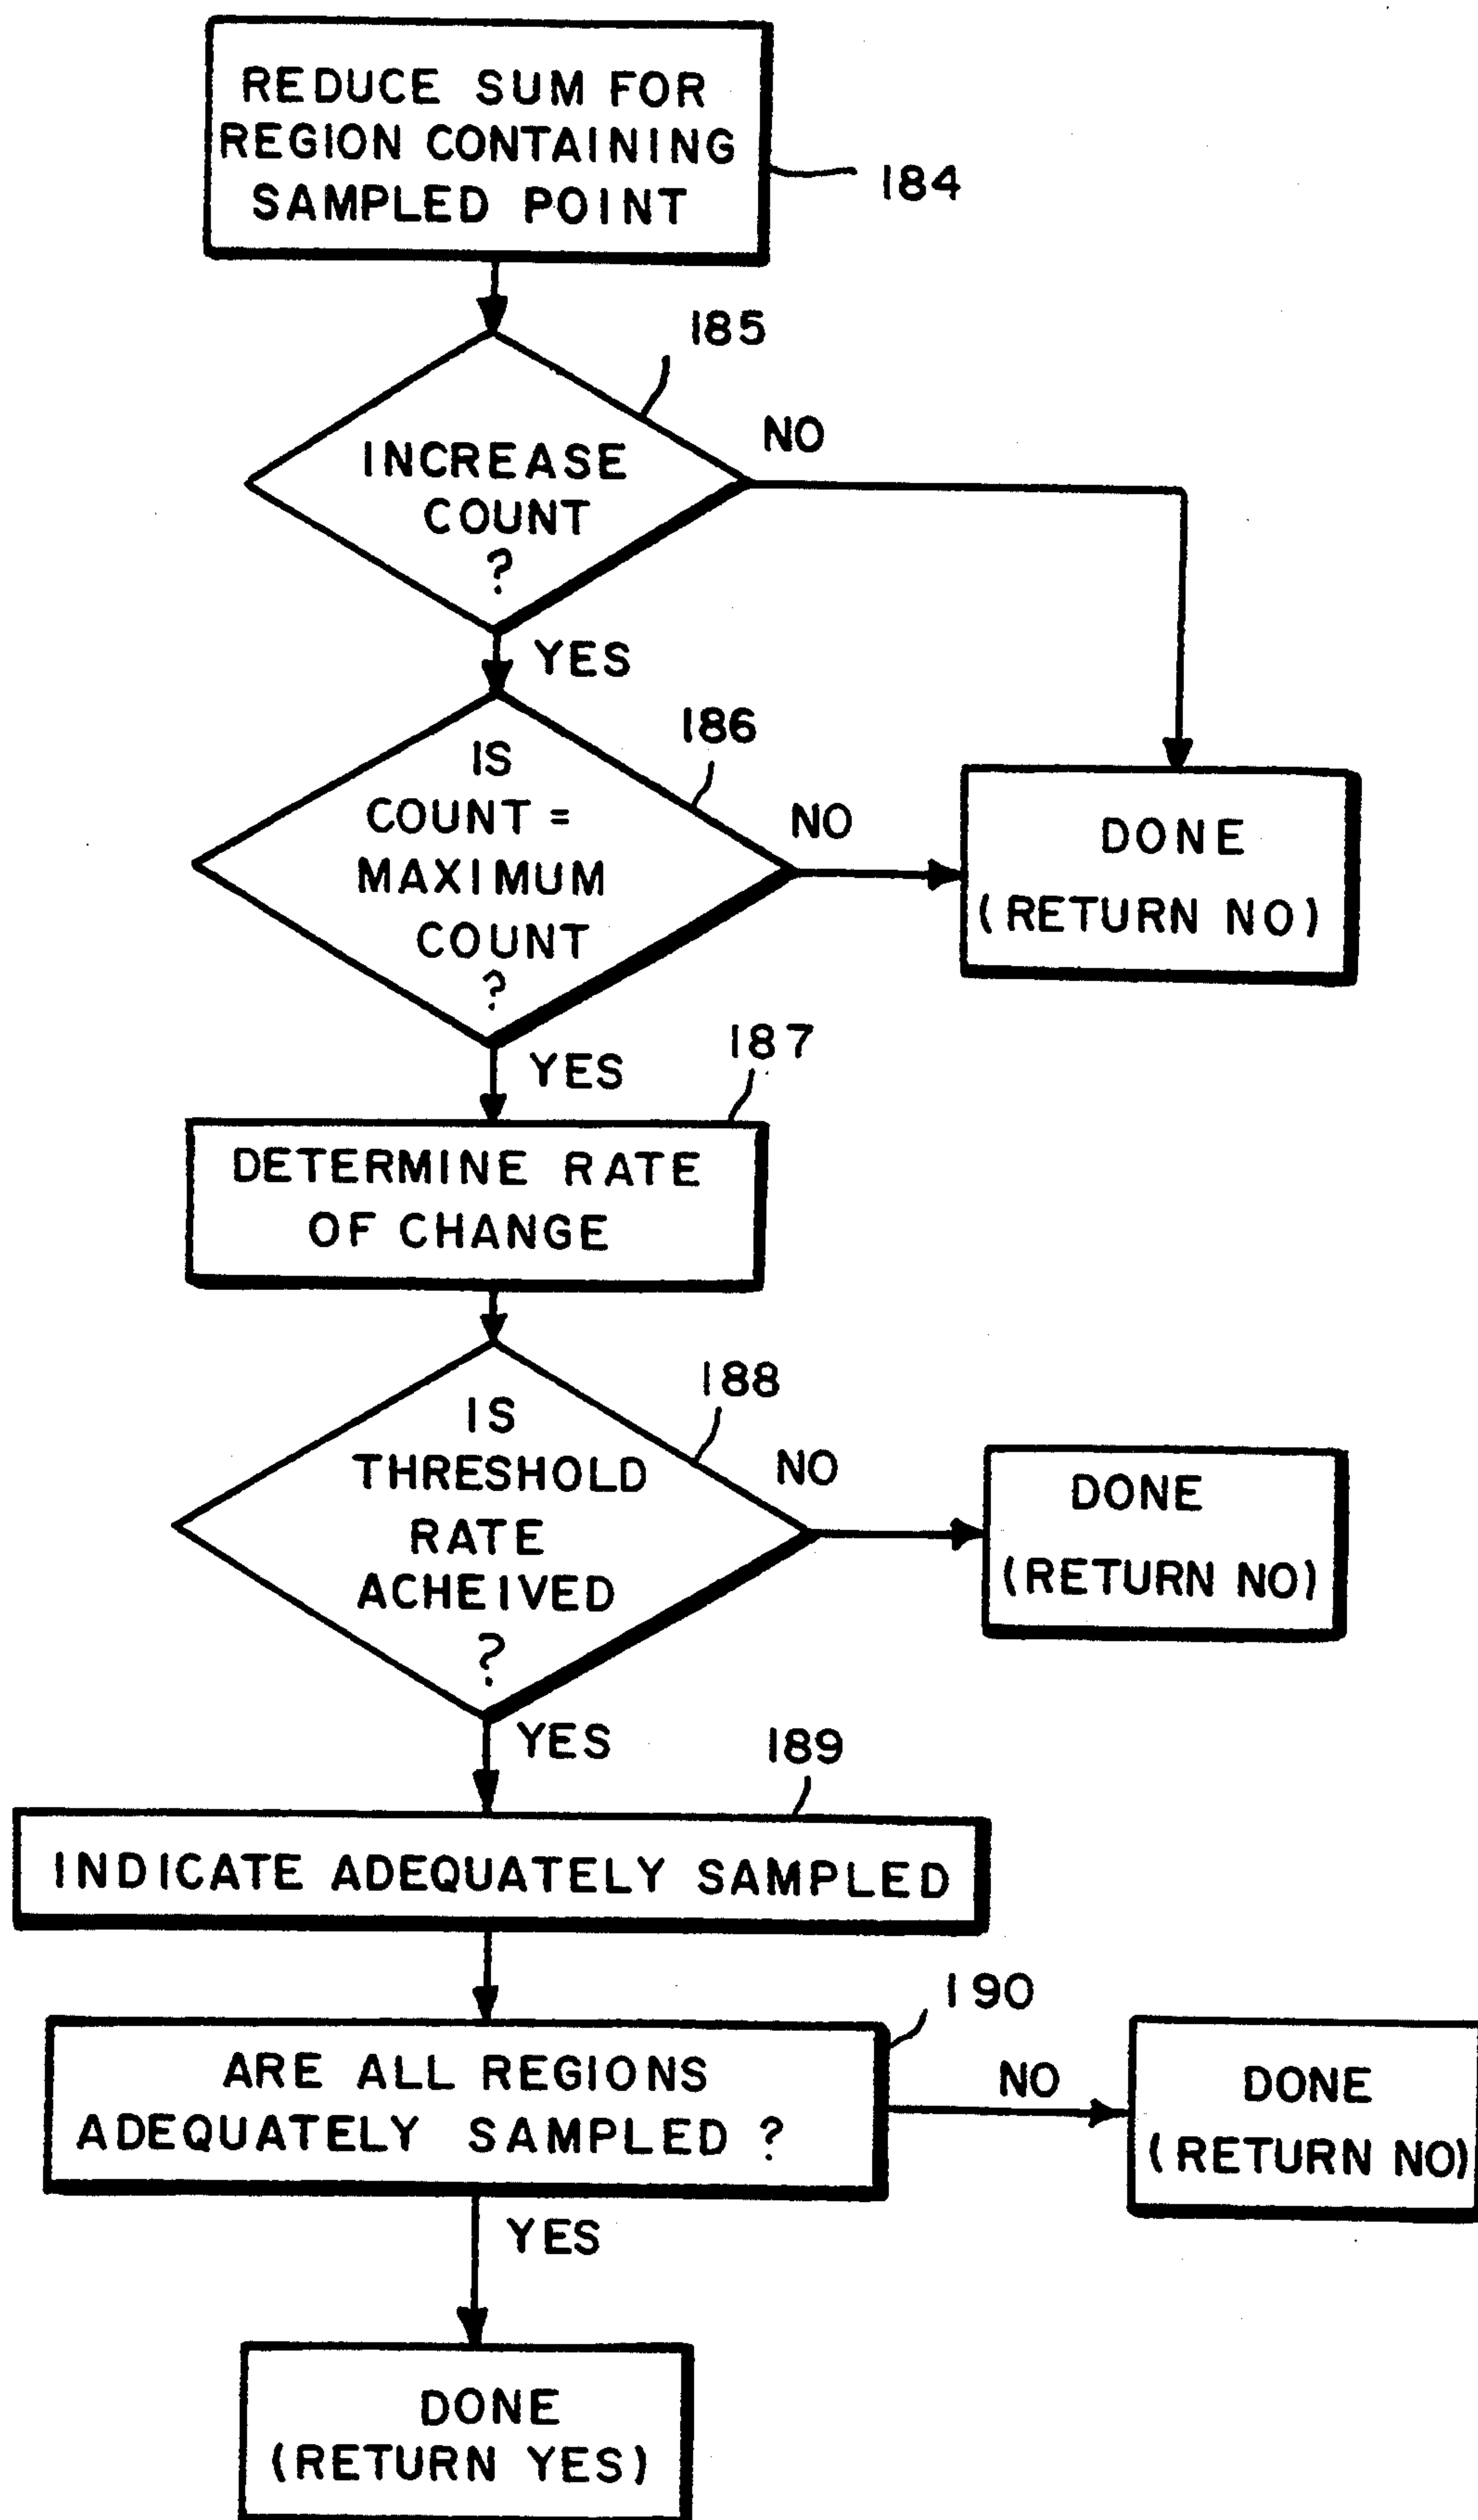 REDUCE SUM FOR
REGION CONTAINING
SAMPLED POINT
184
185
INCREASE
COUNT
?
NO
YES
186
IS
COUNT =
MAXIMUM
COUNT
?
NO
DONE
(RETURN NO)
YES
187
DETERMINE RATE
OF CHANGE
188
IS
THRESHOLD
RATE
ACHEIVED
?
NO
DONE
(RETURN NO)
YES
189
INDICATE ADEQUATELY SAMPLED
190
ARE ALL REGIONS
ADEQUATELY SAMPLED ?
NO
DONE
(RETURN NO)
YES
DONE
(RETURN YES)